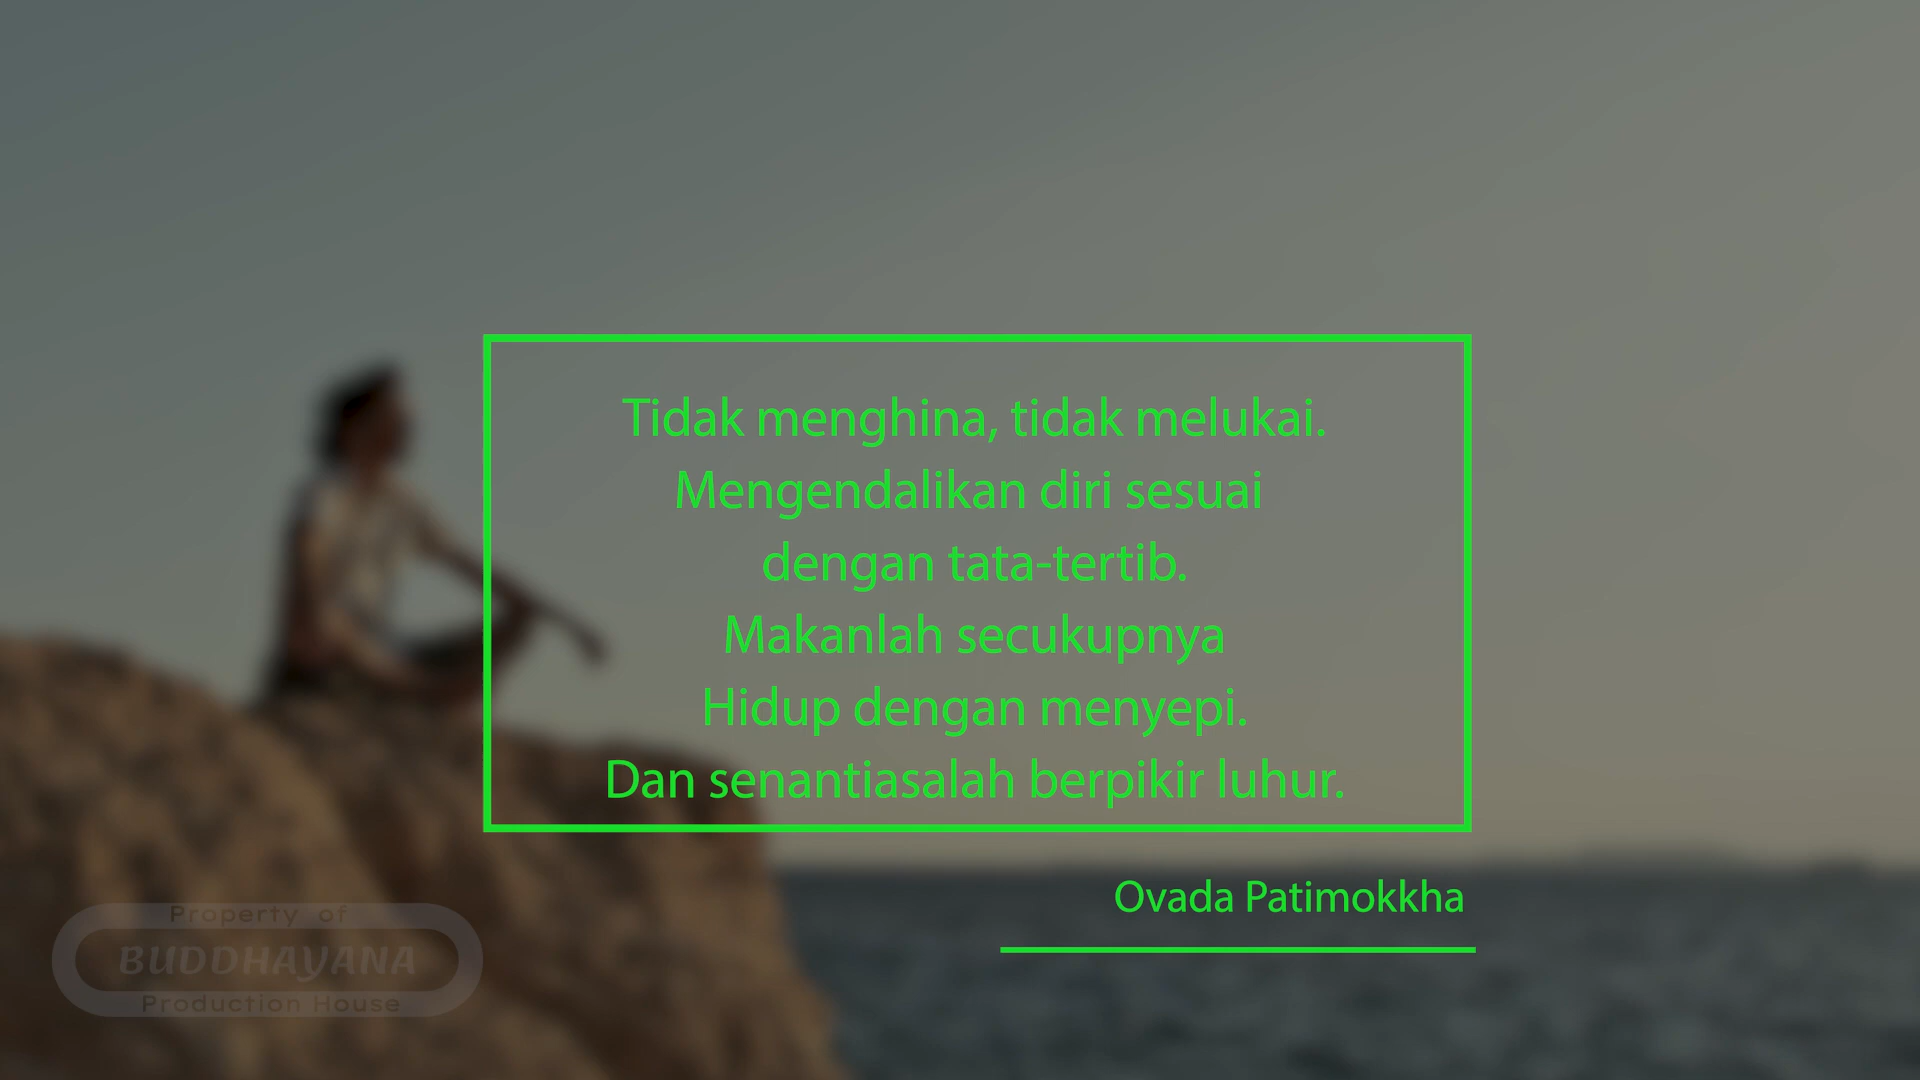 Tidak menghina, tidak melukai.
Mengendalikan diri sesuai
dengan tata-tertib.
Makanlah secukupnya
Hidup dengan menyepi.
Dan senantiasalah berpikir luhur.
Ovada Patimokkha
Property of
BUDDHAYANA
Production House